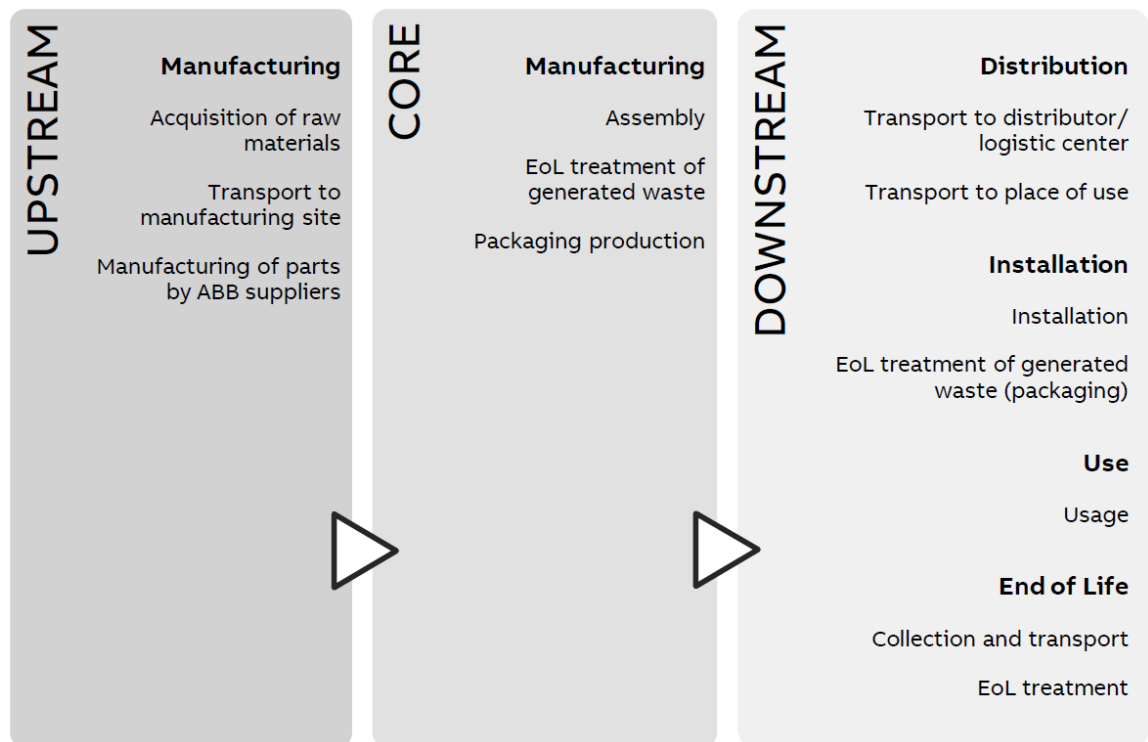 UPSTREAM
Manufacturing
Acquisition of raw
materials
Transport to
manufacturing site
Manufacturing of parts
by ABB suppliers
CORE
Manufacturing
Assembly
EoL treatment of
generated waste
Packaging production
DOWNSTREAM
Distribution
Transport to distributor/
logistic center
Transport to place of use
Installation
Installation
EoL treatment of generated
waste (packaging)
Use
Usage
End of Life
Collection and transport
EoL treatment